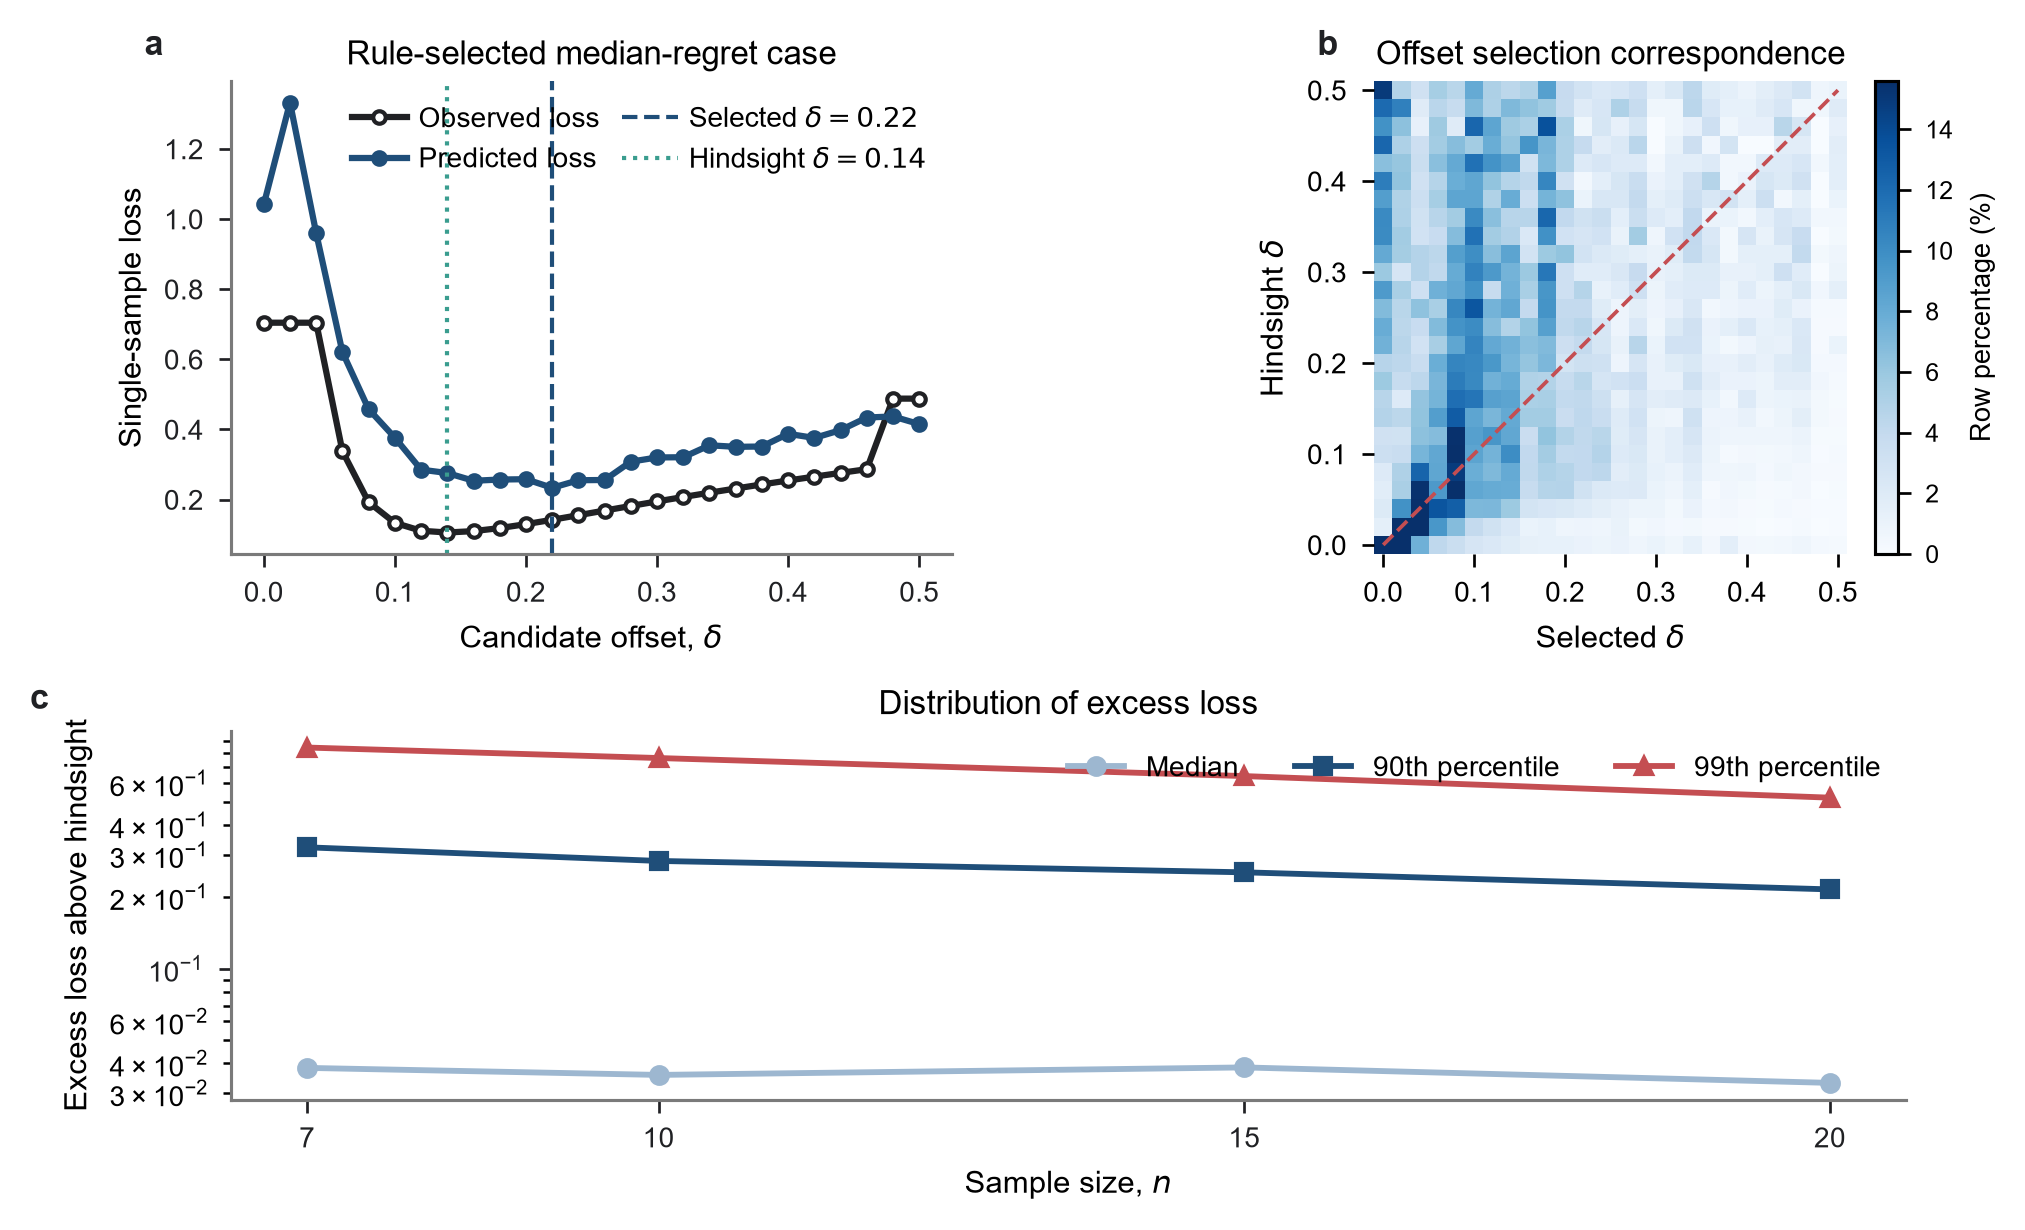 a
Rule-selected median-regret case
Observed loss
Predicted loss
Selected δ = 0.22
Hindsight δ = 0.14
Single-sample loss
1.2
1.0
0.8
0.6
0.4
0.2
0.0 0.1 0.2 0.3 0.4 0.5
Candidate offset, δ
b
Offset selection correspondence
Hindsight δ
0.5
0.4
0.3
0.2
0.1
0.0
0.0 0.1 0.2 0.3 0.4 0.5
Selected δ
14
12
10
8
6
4
2
0
Row percentage (%)
c
Distribution of excess loss
Median
90th percentile
99th percentile
Excess loss above hindsight
6 × 10⁻¹
4 × 10⁻¹
3 × 10⁻¹
2 × 10⁻¹
10⁻¹
6 × 10⁻²
4 × 10⁻²
3 × 10⁻²
7 10 15 20
Sample size, n